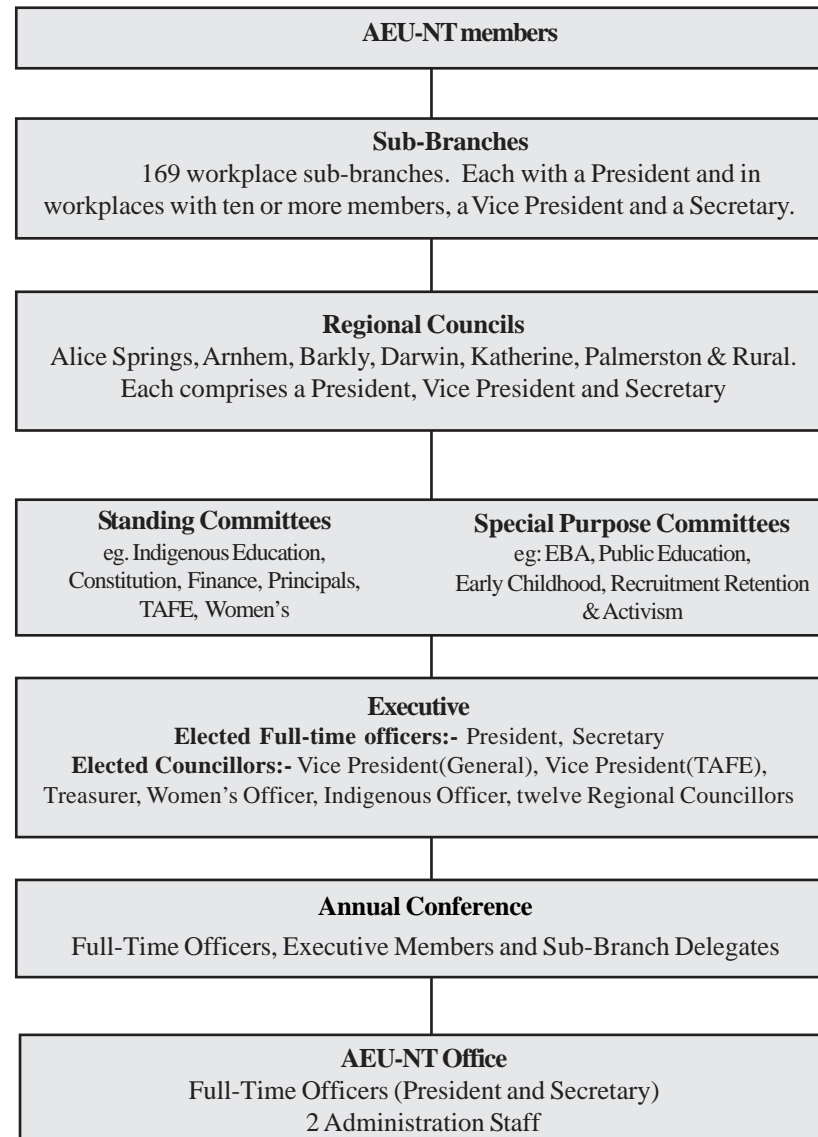 AEU-NT members
Sub-Branches
169 workplace sub-branches. Each with a President and in
workplaces with ten or more members, a Vice President and a Secretary.
Regional Councils
Alice Springs, Arnhem, Barkly, Darwin, Katherine, Palmerston & Rural.
Each comprises a President, Vice President and Secretary
Standing Committees
eg. Indigenous Education,
Constitution, Finance, Principals,
TAFE, Women's
Special Purpose Committees
eg: EBA, Public Education,
Early Childhood, Recruitment Retention
& Activism
Executive
Elected Full-time officers:- President, Secretary
Elected Councillors:- Vice President(General), Vice President(TAFE),
Treasurer, Women's Officer, Indigenous Officer, twelve Regional Councillors
Annual Conference
Full-Time Officers, Executive Members and Sub-Branch Delegates
AEU-NT Office
Full-Time Officers (President and Secretary)
2 Administration Staff